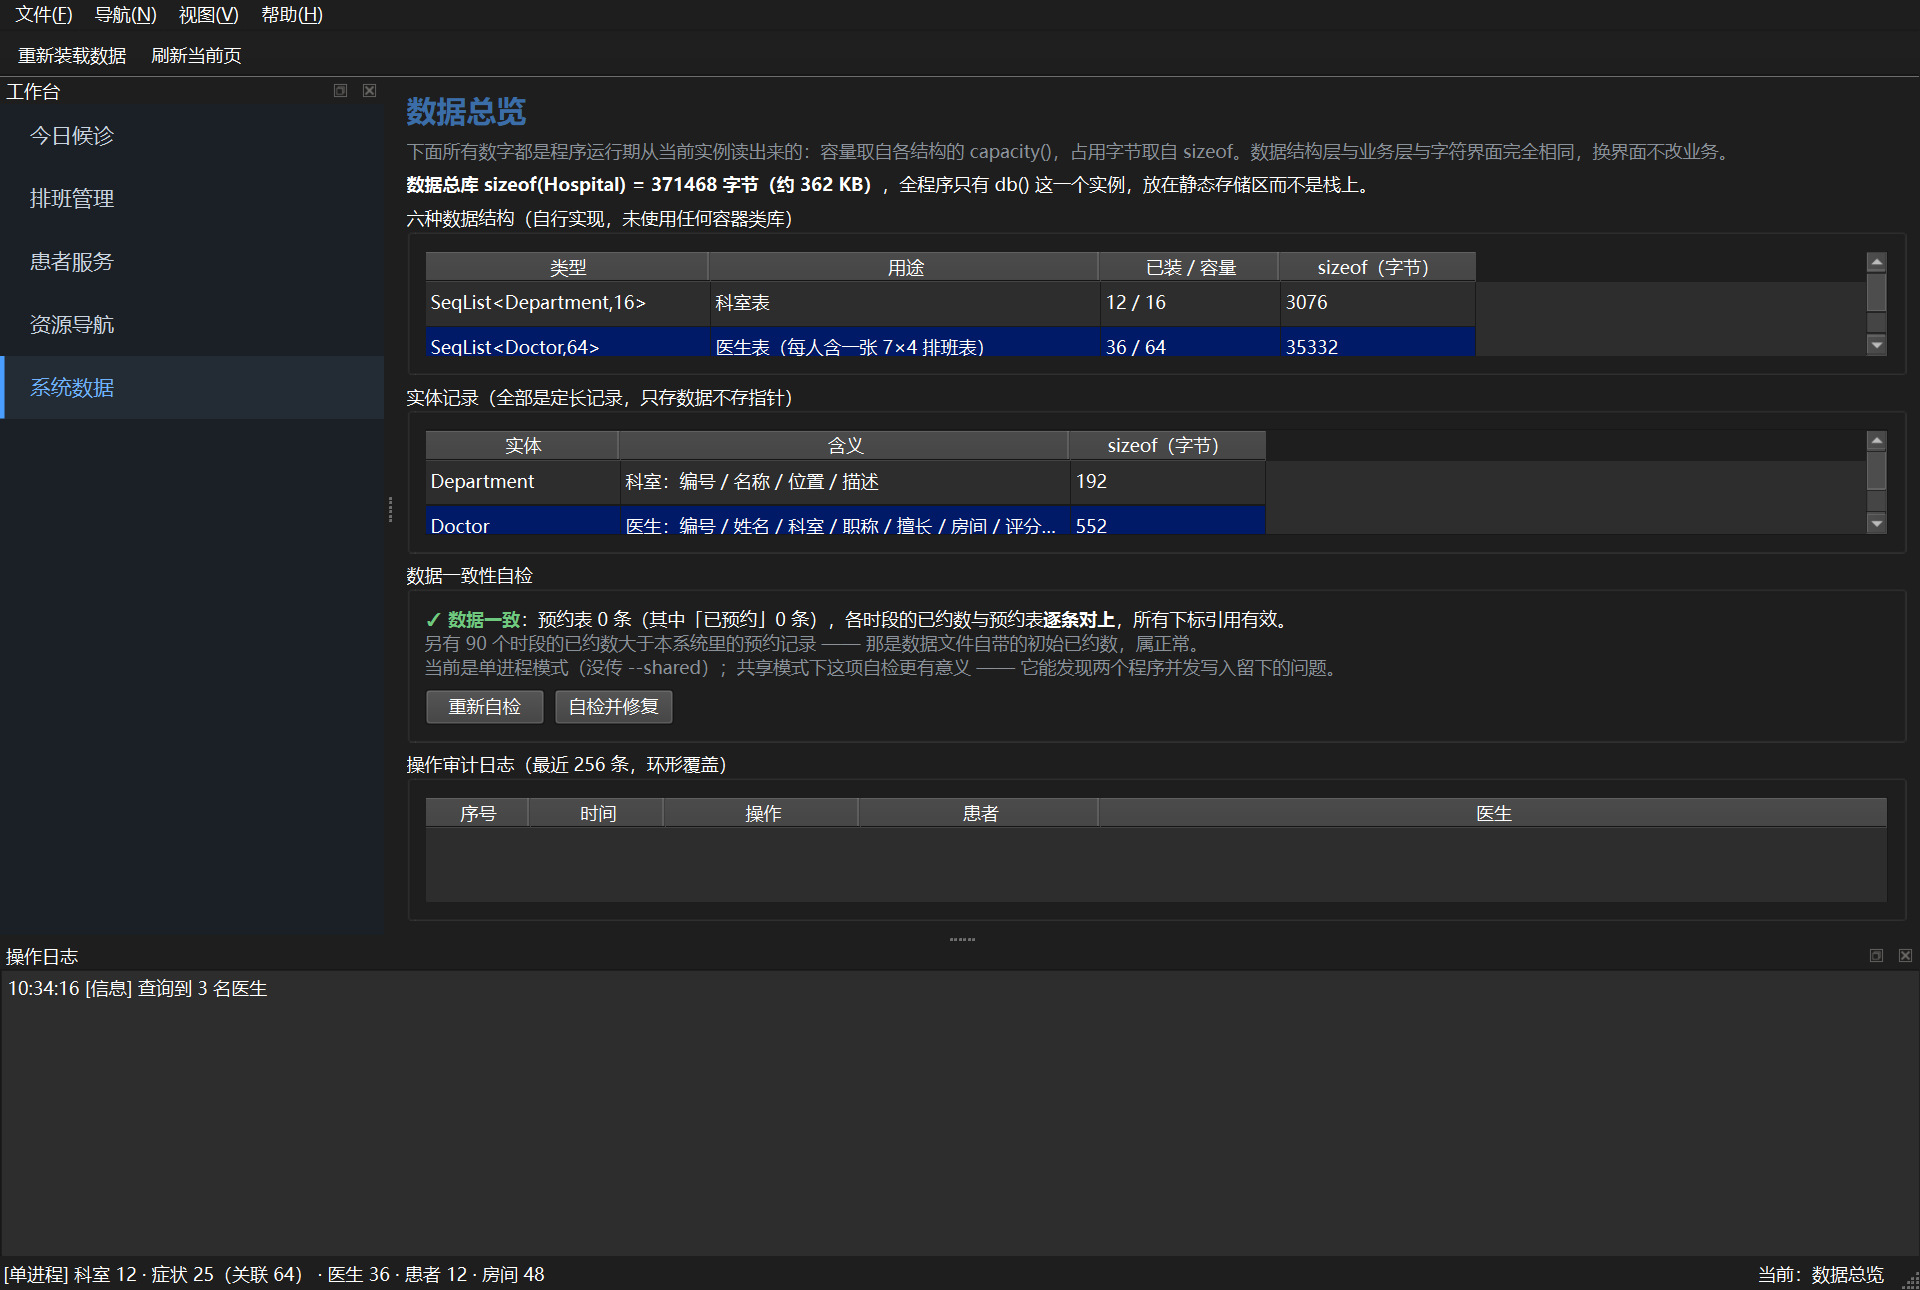 文件(F) 导航(N) 视图(V) 帮助(H)
重新装载数据 刷新当前页
工作台
今日候诊
排班管理
患者服务
资源导航
系统数据
数据总览
下面所有数字都是程序运行期从当前实例读出来的：容量取自各结构的 capacity()，占用字节取自 sizeof。数据结构层与业务层与字符界面完全相同，换界面不改业务。
数据总库 sizeof(Hospital) = 371468 字节（约 362 KB），全程序只有 db() 这一个实例，放在静态存储区而不是栈上。
六种数据结构（自行实现，未使用任何容器类库）
类型 用途 已装 / 容量 sizeof（字节）
SeqList<Department,16> 科室表 12 / 16 3076
SeqList<Doctor,64> 医生表（每人含一张 7×4 排班表） 36 / 64 35332
实体记录（全部是定长记录，只存数据不存指针）
实体 含义 sizeof（字节）
Department 科室：编号 / 名称 / 位置 / 描述 192
Doctor 医生：编号 / 姓名 / 科室 / 职称 / 擅长 / 房间 / 评分... 552
数据一致性自检
✓ 数据一致：预约表 0 条（其中「已预约」0 条），各时段的已约数与预约表逐条对上，所有下标引用有效。
另有 90 个时段的已约数大于本系统里的预约记录 —— 那是数据文件自带的初始已约数，属正常。
当前是单进程模式（没传 --shared）；共享模式下这项自检更有意义 —— 它能发现两个程序并发写入留下的问题。
重新自检 自检并修复
操作审计日志（最近 256 条，环形覆盖）
序号 时间 操作 患者 医生
操作日志
10:34:16 [信息] 查询到 3 名医生
[单进程] 科室 12 · 症状 25（关联 64） · 医生 36 · 患者 12 · 房间 48 当前：数据总览